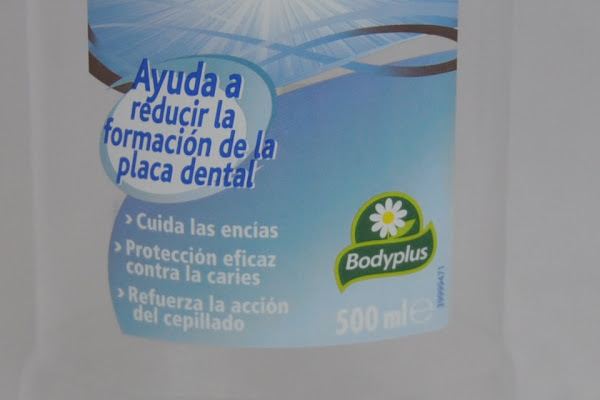 Ayuda a
reducir la
formación de la
placa dental
› Cuida las encías
› Protección eficaz
contra la caries
› Refuerza la acción
del cepillado
Bodyplus
500 ml ℮
39999471